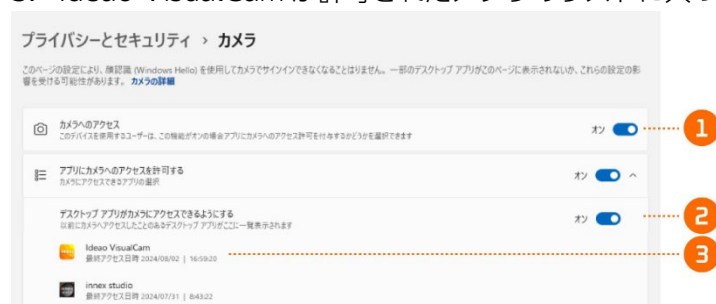 プライバシーとセキュリティ › カメラ
このページの設定により、顔認識 (Windows Hello) を使用してカメラでサインインできなくなることはりません。一部のデスクトップ アプリがこのページに表示されないか、これらの設定の影
響を受ける可能性があります。 カメラの詳細
カメラへのアクセス
このデバイスを使用するユーザーは、この機能がオンの場合アプリにカメラへのアクセス許可を付与するかどうかを選択できます
オン
1
アプリにカメラへのアクセスを許可する
カメラにアクセスできるアプリの選択
オン
デスクトップ アプリがカメラにアクセスできるようにする
以前にカメラへアクセスしたことのあるデスクトップ アプリがここに一覧表示されます
オン
2
Ideao VisualCam
最終アクセス日時 2024/08/02 | 16:59:20
3
innex studio
最終アクセス日時 2024/07/31 | 8:43:22